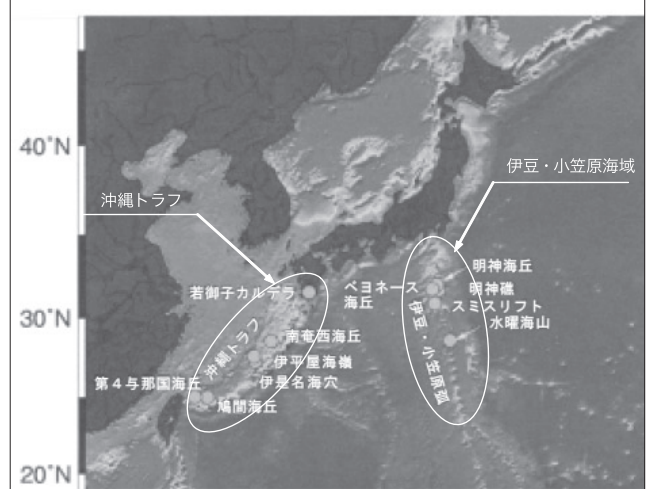 40°N
30°N
20°N
沖縄トラフ
伊豆・小笠原海域
若御子カルデラ
沖縄トラフ
南奄西海丘
伊平屋海嶺
伊是名海穴
第4与那国海丘
鳩間海丘
ベヨネース
海丘
明神海丘
明神礁
スミスリフト
水曜海山
伊豆・小笠原弧